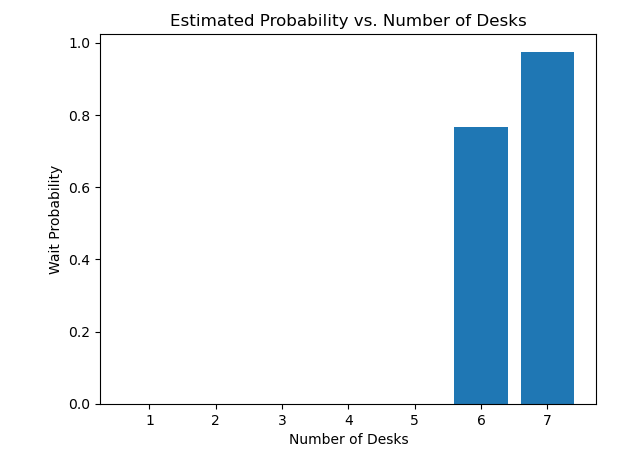 Estimated Probability vs. Number of Desks
1.0
0.8
0.6
0.4
0.2
0.0
Wait Probability
1 2 3 4 5 6 7
Number of Desks